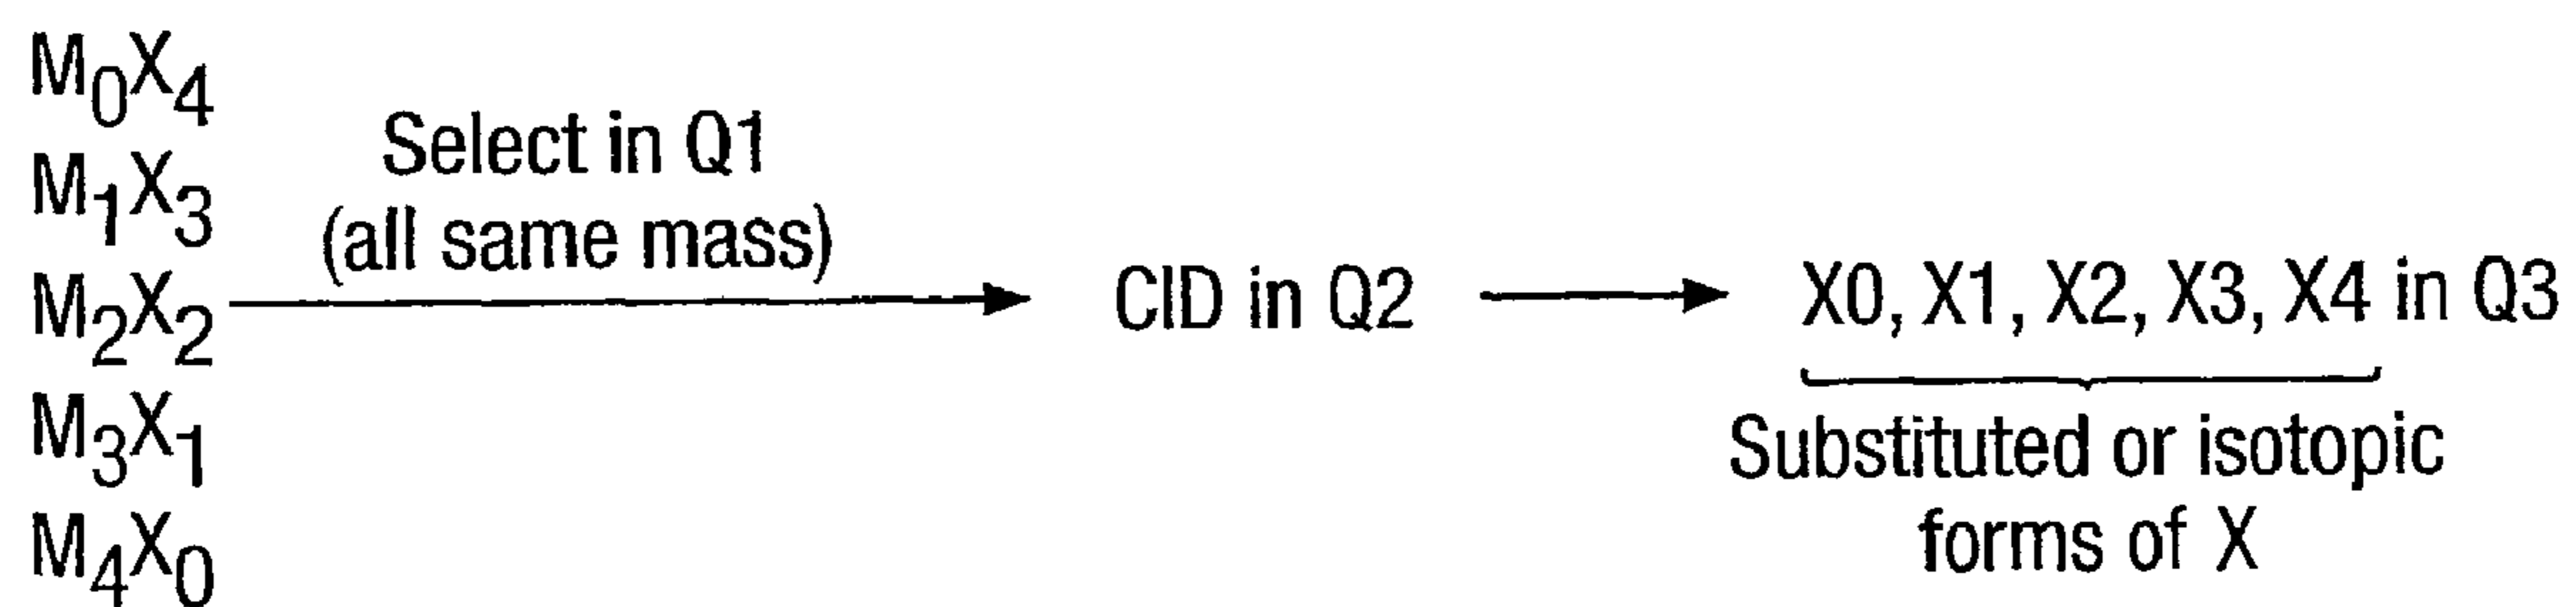 M₀X₄
M₁X₃
M₂X₂
M₃X₁
M₄X₀
Select in Q1
(all same mass)
CID in Q2
X0, X1, X2, X3, X4 in Q3
Substituted or isotopic
forms of X